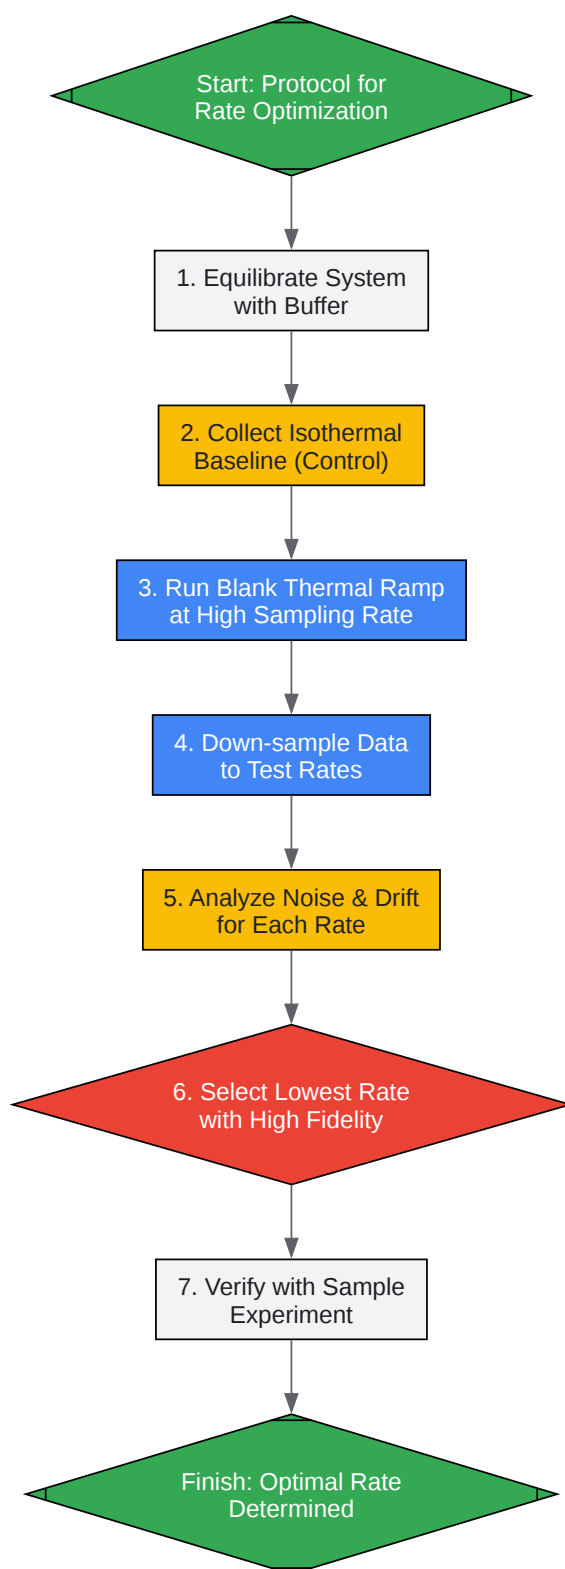 Start: Protocol for
Rate Optimization
1. Equilibrate System
with Buffer
2. Collect Isothermal
Baseline (Control)
3. Run Blank Thermal Ramp
at High Sampling Rate
4. Down-sample Data
to Test Rates
5. Analyze Noise & Drift
for Each Rate
6. Select Lowest Rate
with High Fidelity
7. Verify with Sample
Experiment
Finish: Optimal Rate
Determined